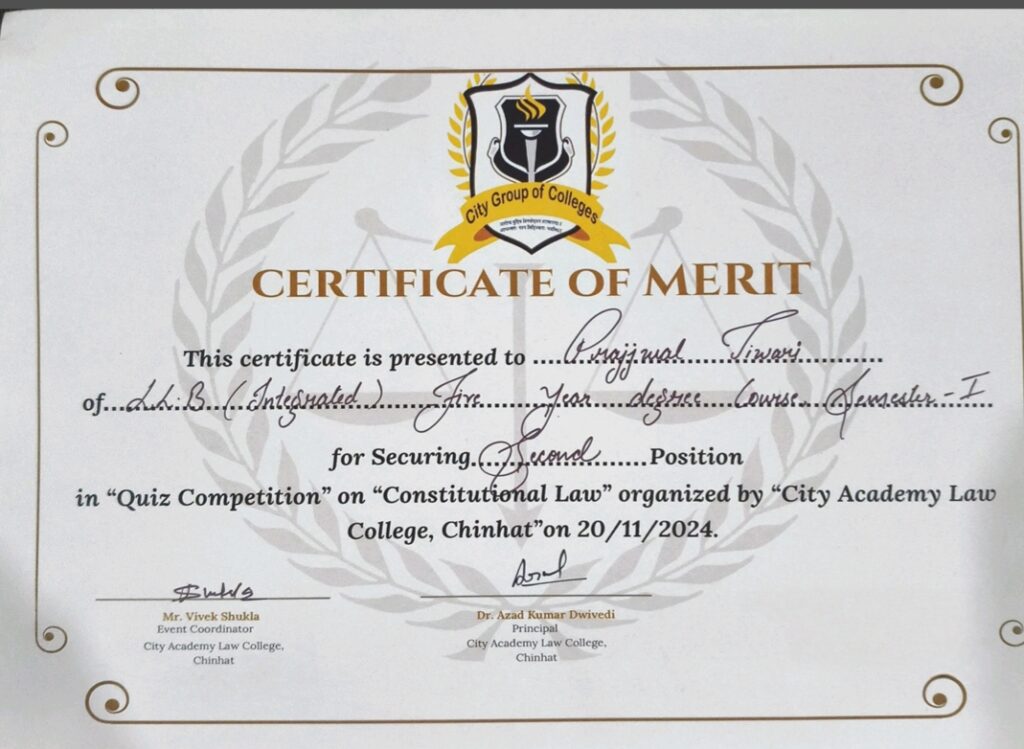 City Group of Colleges
CERTIFICATE OF MERIT
This certificate is presented to ....Prajjwal Tiwari............
of...L.L.B (Integrated) Five Year degree Course Semester - I
for Securing...Second.......Position
in “Quiz Competition” on “Constitutional Law” organized by “City Academy Law
College, Chinhat”on 20/11/2024.
SShukla
Mr. Vivek Shukla
Event Coordinator
City Academy Law College,
Chinhat
Dr. Azad Kumar Dwivedi
Principal
City Academy Law College,
Chinhat